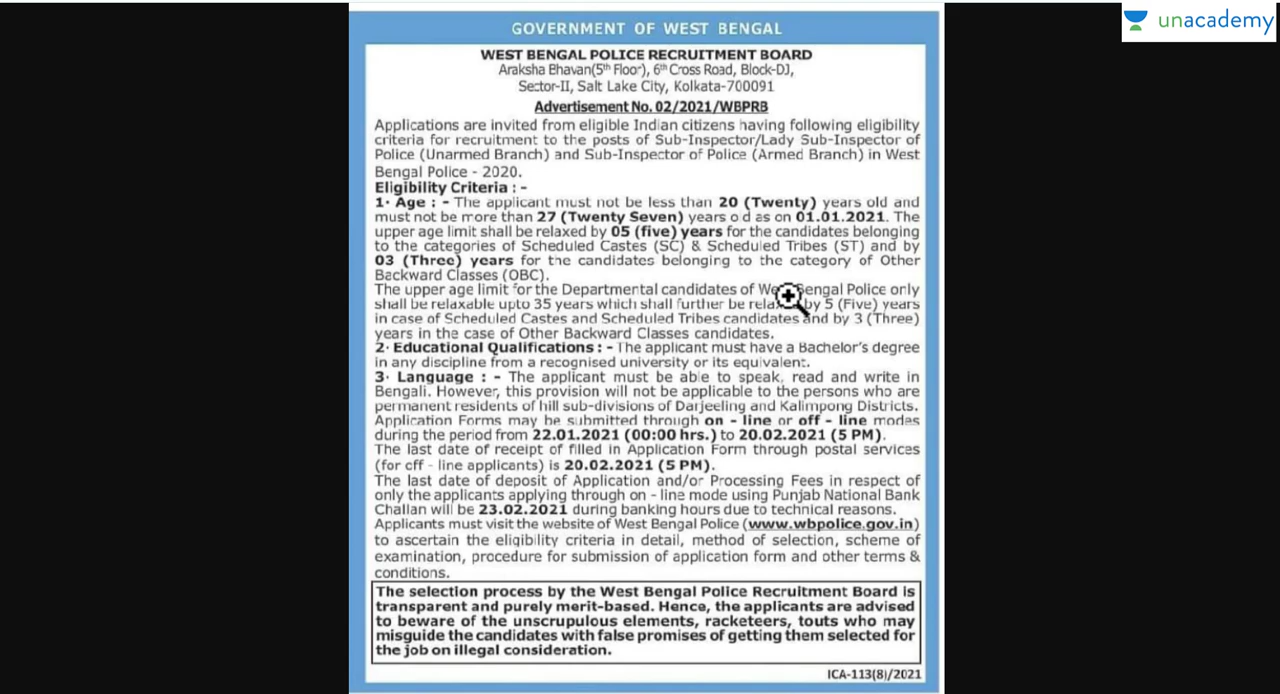 unacademy
GOVERNMENT OF WEST BENGAL
WEST BENGAL POLICE RECRUITMENT BOARD
Araksha Bhavan(5th Floor), 6th Cross Road, Block-DJ,
Sector-II, Salt Lake City, Kolkata-700091
Advertisement No. 02/2021/WBPRB
Applications are invited from eligible Indian citizens having following eligibility
criteria for recruitment to the posts of Sub-Inspector/Lady Sub-Inspector of
Police (Unarmed Branch) and Sub-Inspector of Police (Armed Branch) in West
Bengal Police - 2020.
Eligibility Criteria : -
1· Age : - The applicant must not be less than 20 (Twenty) years old and
must not be more than 27 (Twenty Seven) years old as on 01.01.2021. The
upper age limit shall be relaxed by 05 (five) years for the candidates belonging
to the categories of Scheduled Castes (SC) & Scheduled Tribes (ST) and by
03 (Three) years for the candidates belonging to the category of Other
Backward Classes (OBC).
The upper age limit for the Departmental candidates of West Bengal Police only
shall be relaxable upto 35 years which shall further be relaxed by 5 (Five) years
in case of Scheduled Castes and Scheduled Tribes candidates and by 3 (Three)
years in the case of Other Backward Classes candidates.
2· Educational Qualifications : - The applicant must have a Bachelor's degree
in any discipline from a recognised university or its equivalent.
3· Language : - The applicant must be able to speak, read and write in
Bengali. However, this provision will not be applicable to the persons who are
permanent residents of hill sub-divisions of Darjeeling and Kalimpong Districts.
Application Forms may be submitted through on - line or off - line modes
during the period from 22.01.2021 (00:00 hrs.) to 20.02.2021 (5 PM).
The last date of receipt of filled in Application Form through postal services
(for off - line applicants) is 20.02.2021 (5 PM).
The last date of deposit of Application and/or Processing Fees in respect of
only the applicants applying through on - line mode using Punjab National Bank
Challan will be 23.02.2021 during banking hours due to technical reasons.
Applicants must visit the website of West Bengal Police (www.wbpolice.gov.in)
to ascertain the eligibility criteria in detail, method of selection, scheme of
examination, procedure for submission of application form and other terms &
conditions.
The selection process by the West Bengal Police Recruitment Board is
transparent and purely merit-based. Hence, the applicants are advised
to beware of the unscrupulous elements, racketeers, touts who may
misguide the candidates with false promises of getting them selected for
the job on illegal consideration.
ICA-113(8)/2021